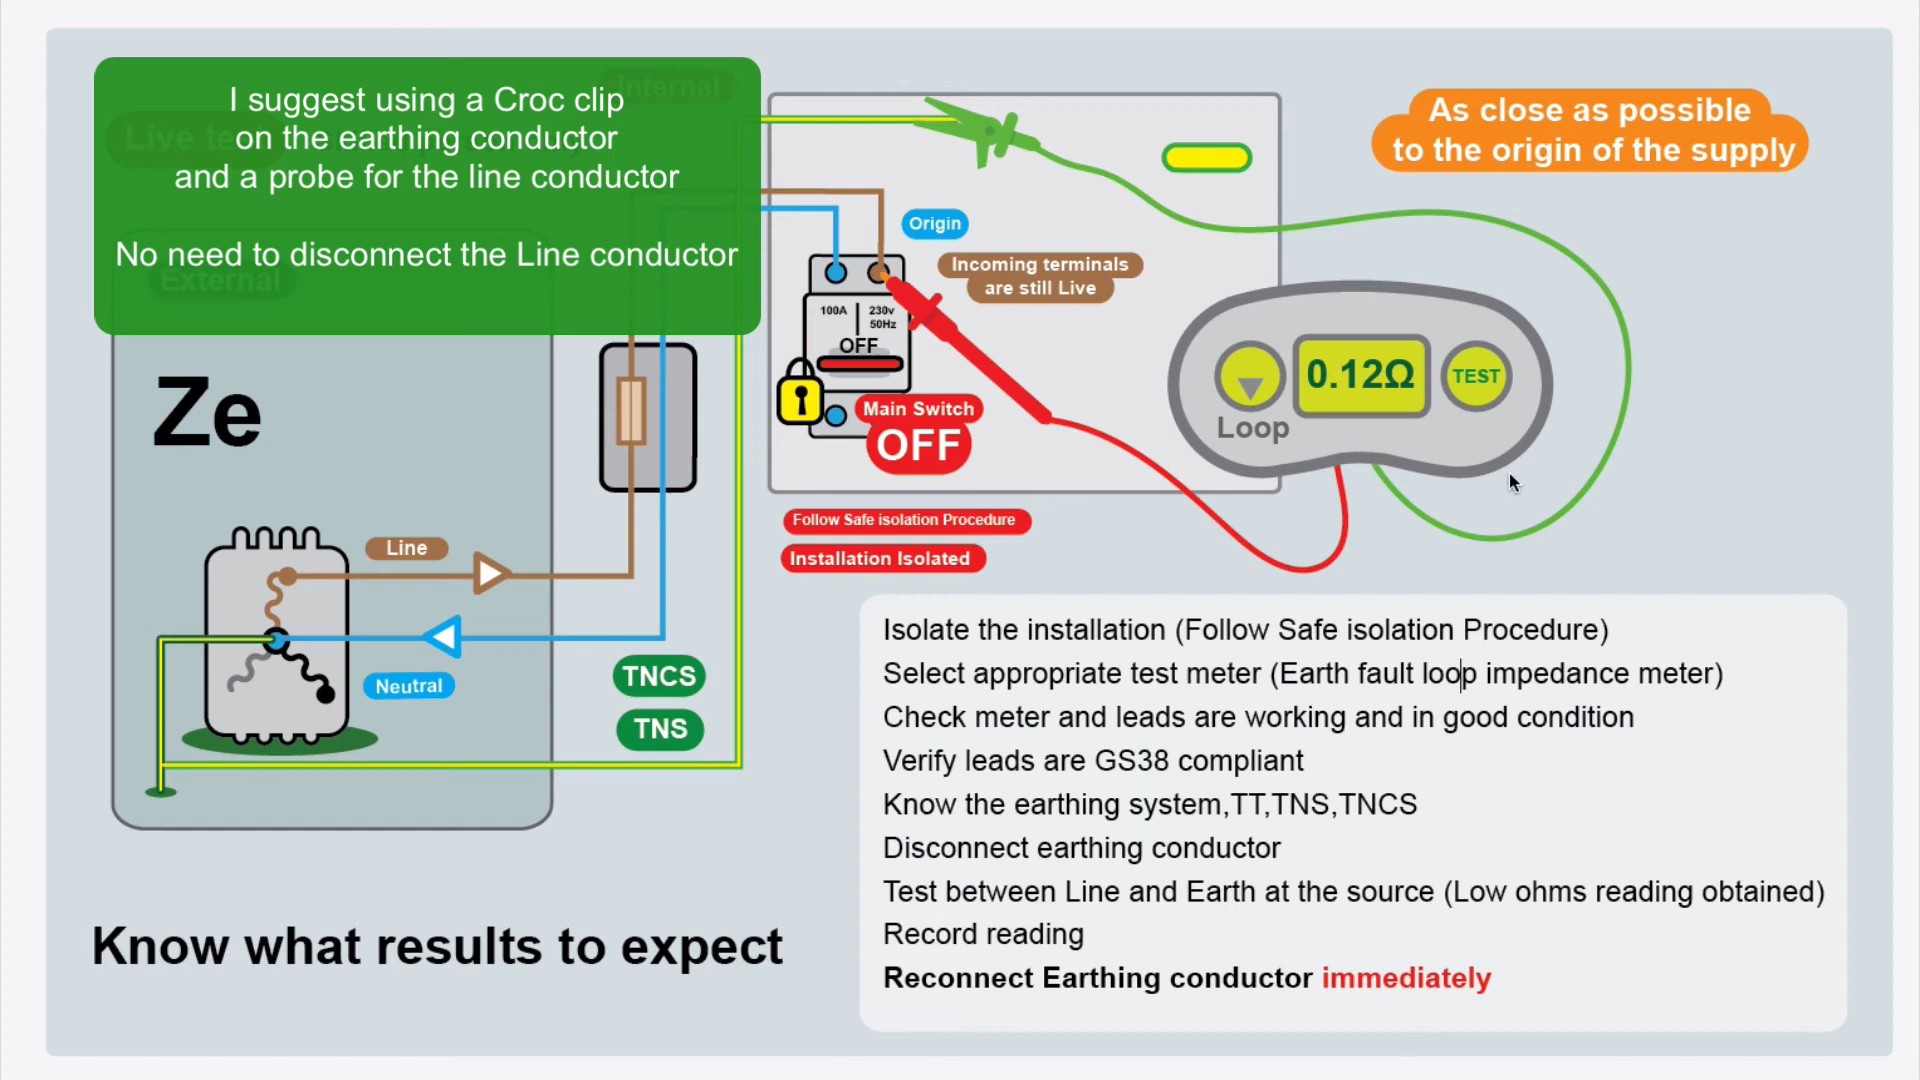 I suggest using a Croc clip
on the earthing conductor
and a probe for the line conductor
No need to disconnect the Line conductor
Internal
Live te
External
As close as possible
to the origin of the supply
Origin
Incoming terminals
are still Live
100A
230v
50Hz
OFF
Main Switch
OFF
0.12Ω
TEST
Loop
Ze
Follow Safe isolation Procedure
Installation Isolated
Line
Neutral
TNCS
TNS
Isolate the installation (Follow Safe isolation Procedure)
Select appropriate test meter (Earth fault loop impedance meter)
Check meter and leads are working and in good condition
Verify leads are GS38 compliant
Know the earthing system,TT,TNS,TNCS
Disconnect earthing conductor
Test between Line and Earth at the source (Low ohms reading obtained)
Record reading
Reconnect Earthing conductor immediately
Know what results to expect